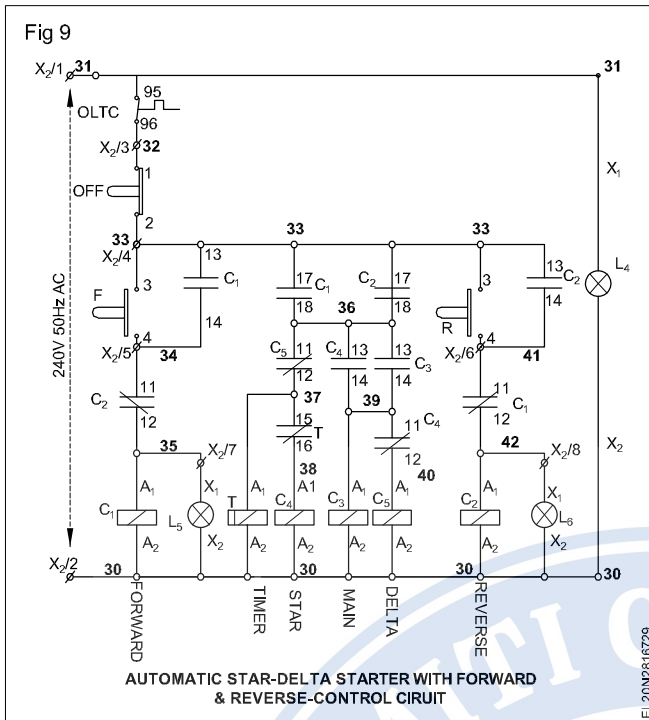 Fig 9
X2/1
31
31
OLTC
95
96
X2/3
32
OFF
1
2
33
X2/4
33
33
240V 50Hz AC
F
3
4
13
C1
14
17
C1
18
C2
17
18
R
3
4
13
C2
14
X1
L4
36
X2/5
34
C5
11
12
C4
13
14
13
C3
14
X2/6
41
C2
11
12
37
15
T
16
39
11
C4
12
11
C1
12
35
X2/7
38
40
42
X2/8
X2
A1
X1
A1
A1
A1
A1
A1
X1
C1
L5
T
C4
C3
C5
C2
L6
A2
X2
A2
A2
A2
A2
A2
X2
X2/2
30
30
30
30
FORWARD
TIMER
STAR
MAIN
DELTA
REVERSE
AUTOMATIC STAR-DELTA STARTER WITH FORWARD
& REVERSE-CONTROL CIRUIT
ANTI
EL20N2816729